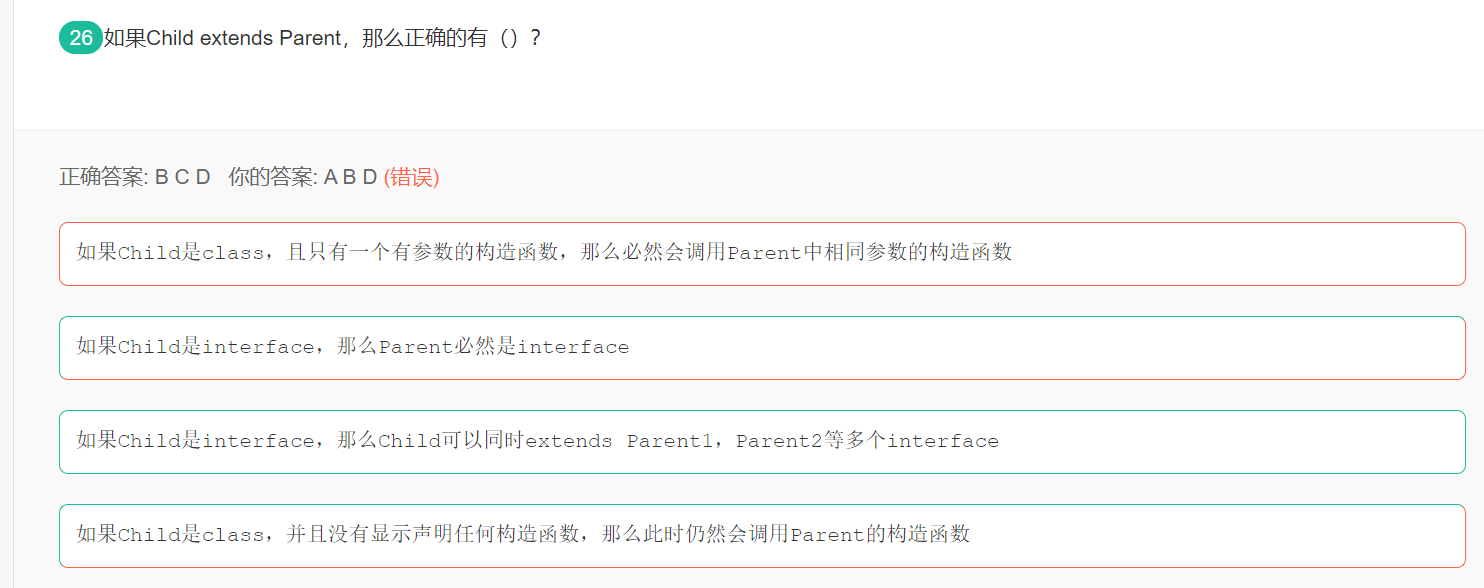 26 如果Child extends Parent，那么正确的有（）？
正确答案: B C D 你的答案: A B D (错误)
如果Child是class，且只有一个有参数的构造函数，那么必然会调用Parent中相同参数的构造函数
如果Child是interface，那么Parent必然是interface
如果Child是interface，那么Child可以同时extends Parent1，Parent2等多个interface
如果Child是class，并且没有显示声明任何构造函数，那么此时仍然会调用Parent的构造函数